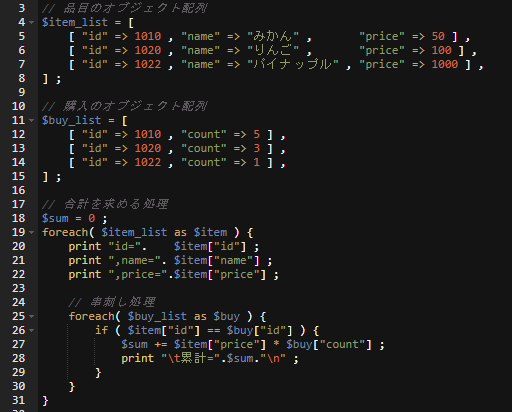 3 // 品目のオブジェクト配列
4 $item_list = [
5 [ "id" => 1010 , "name" => "みかん" , "price" => 50 ] ,
6 [ "id" => 1020 , "name" => "りんご" , "price" => 100 ] ,
7 [ "id" => 1022 , "name" => "パイナップル" , "price" => 1000 ] ,
8 ] ;
9
10 // 購入のオブジェクト配列
11 $buy_list = [
12 [ "id" => 1010 , "count" => 5 ] ,
13 [ "id" => 1020 , "count" => 3 ] ,
14 [ "id" => 1022 , "count" => 1 ] ,
15 ] ;
16
17 // 合計を求める処理
18 $sum = 0 ;
19 foreach( $item_list as $item ) {
20 print "id=". $item["id"] ;
21 print ",name=". $item["name"] ;
22 print ",price=".$item["price"] ;
23
24 // 串刺し処理
25 foreach( $buy_list as $buy ) {
26 if ( $item["id"] == $buy["id"] ) {
27 $sum += $item["price"] * $buy["count"] ;
28 print "\t累計=".$sum."\n" ;
29 }
30 }
31 }